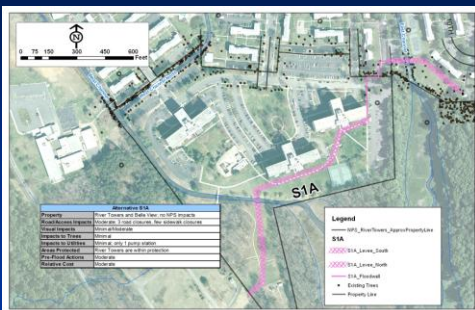 N
0 75 150 300 450 600
Feet
S1A
Alternative S1A
Property River Towers and Belle View; no NPS impacts
Road/Access Impacts Moderate; 3 road closures, few sidewalk closures
Visual Impacts Minimal/Moderate
Impacts to Trees Minimal
Impacts to Utilities Minimal; only 1 pump station
Areas Protected River Towers are within protection
Pre-Flood Actions Moderate
Relative Cost Moderate
Legend
NPS_RiverTowers_ApproxPropertyLine
S1A
S1A_Levee_South
S1A_Levee_North
S1A_Floodwall
Existing Trees
Property Line